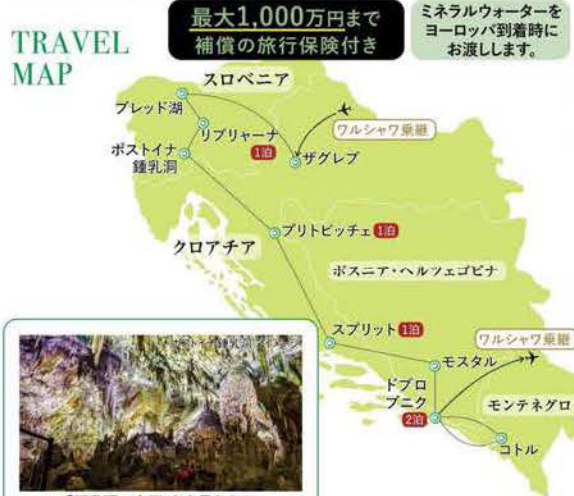 TRAVEL
MAP
最大1,000万円まで
補償の旅行保険付き
ミネラルウォーターを
ヨーロッパ到着時に
お渡しします。
スロベニア
ブレッド湖
リブリャーナ
1泊
ポストイナ
鍾乳洞
ザグレブ
ワルシャワ乗継
クロアチア
プリトビッチェ 1泊
ボスニア・ヘルツェゴビナ
スプリット 1泊
ワルシャワ乗継
モスタル
ドブロ
ブニク
2泊
モンテネグロ
コトル